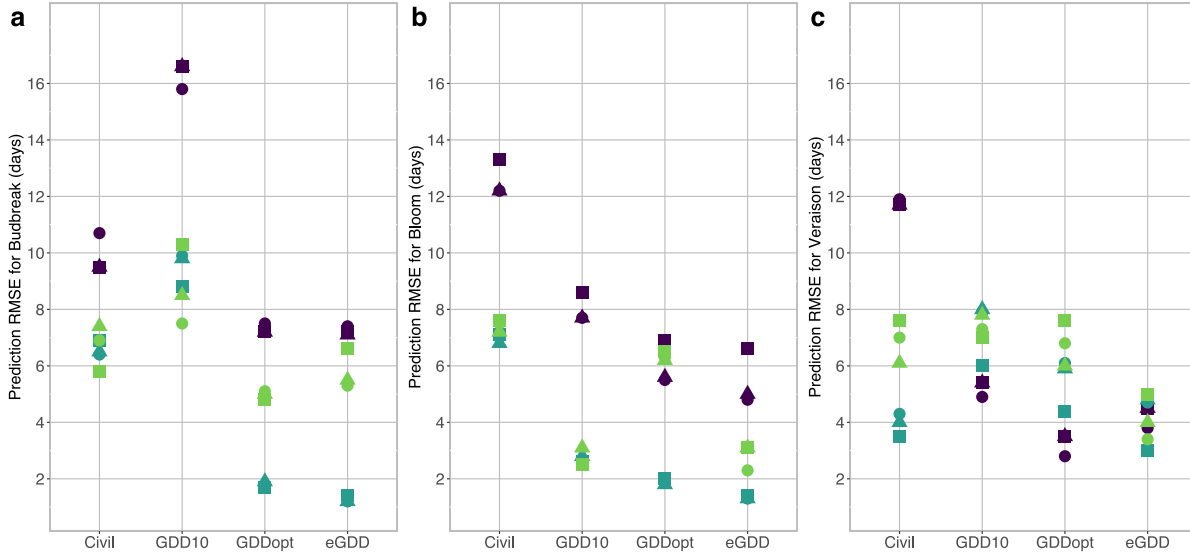 a
Prediction RMSE for Budbreak (days)
16
14
12
10
8
6
4
2
Civil GDD10 GDDopt eGDD
b
Prediction RMSE for Bloom (days)
16
14
12
10
8
6
4
2
Civil GDD10 GDDopt eGDD
c
Prediction RMSE for Veraison (days)
16
14
12
10
8
6
4
2
Civil GDD10 GDDopt eGDD